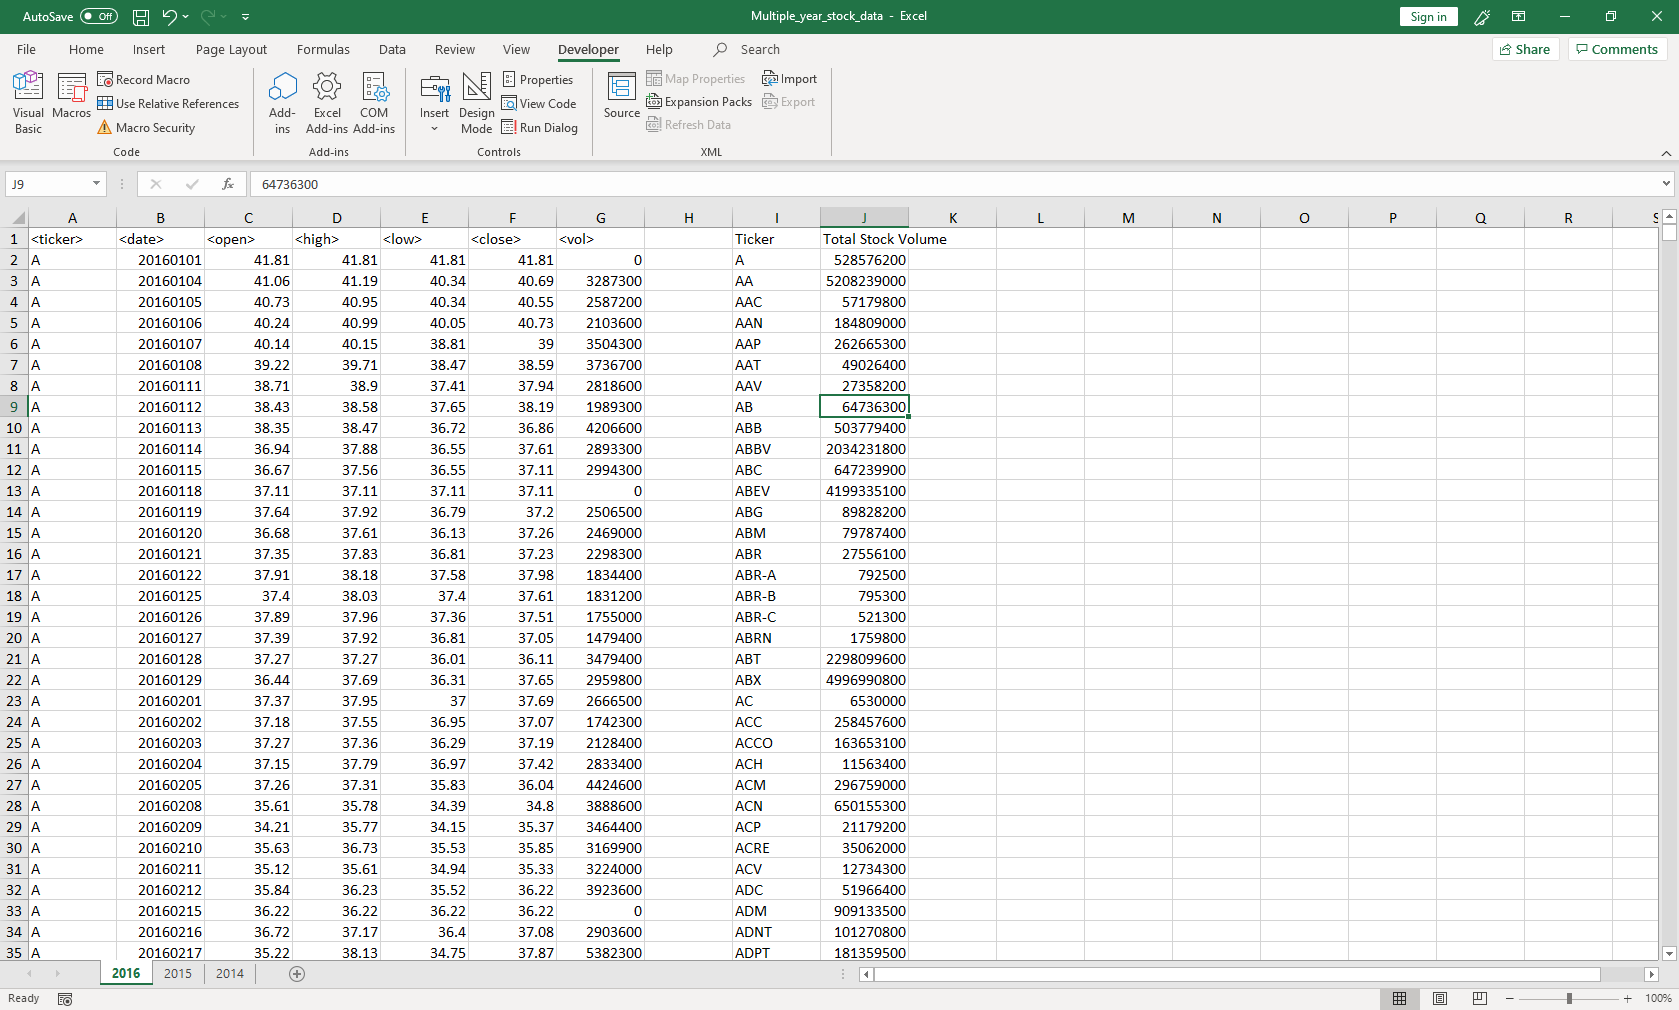 AutoSave Off Multiple_year_stock_data - Excel Sign in
File Home Insert Page Layout Formulas Data Review View Developer Help Search Share Comments
Visual Basic Macros Record Macro Use Relative References Macro Security Code
Add-ins Excel Add-ins COM Add-ins Add-ins
Insert Design Mode Properties View Code Run Dialog Controls
Source Map Properties Expansion Packs Refresh Data Import Export XML
J9 fx 64736300
A B C D E F G H I J K L M N O P Q R S
1 <ticker> <date> <open> <high> <low> <close> <vol> Ticker Total Stock Volume
2 A 20160101 41.81 41.81 41.81 41.81 0 A 528576200
3 A 20160104 41.06 41.19 40.34 40.69 3287300 AA 5208239000
4 A 20160105 40.73 40.95 40.34 40.55 2587200 AAC 57179800
5 A 20160106 40.24 40.99 40.05 40.73 2103600 AAN 184809000
6 A 20160107 40.14 40.15 38.81 39 3504300 AAP 262665300
7 A 20160108 39.22 39.71 38.47 38.59 3736700 AAT 49026400
8 A 20160111 38.71 38.9 37.41 37.94 2818600 AAV 27358200
9 A 20160112 38.43 38.58 37.65 38.19 1989300 AB 64736300
10 A 20160113 38.35 38.47 36.72 36.86 4206600 ABB 503779400
11 A 20160114 36.94 37.88 36.55 37.61 2893300 ABBV 2034231800
12 A 20160115 36.67 37.56 36.55 37.11 2994300 ABC 647239900
13 A 20160118 37.11 37.11 37.11 37.11 0 ABEV 4199335100
14 A 20160119 37.64 37.92 36.79 37.2 2506500 ABG 89828200
15 A 20160120 36.68 37.61 36.13 37.26 2469000 ABM 79787400
16 A 20160121 37.35 37.83 36.81 37.23 2298300 ABR 27556100
17 A 20160122 37.91 38.18 37.58 37.98 1834400 ABR-A 792500
18 A 20160125 37.4 38.03 37.4 37.61 1831200 ABR-B 795300
19 A 20160126 37.89 37.96 37.36 37.51 1755000 ABR-C 521300
20 A 20160127 37.39 37.92 36.81 37.05 1479400 ABRN 1759800
21 A 20160128 37.27 37.27 36.01 36.11 3479400 ABT 2298099600
22 A 20160129 36.44 37.69 36.31 37.65 2959800 ABX 4996990800
23 A 20160201 37.37 37.95 37 37.69 2666500 AC 6530000
24 A 20160202 37.18 37.55 36.95 37.07 1742300 ACC 258457600
25 A 20160203 37.27 37.36 36.29 37.19 2128400 ACCO 163653100
26 A 20160204 37.15 37.79 36.97 37.42 2833400 ACH 11563400
27 A 20160205 37.26 37.31 35.83 36.04 4424600 ACM 296759000
28 A 20160208 35.61 35.78 34.39 34.8 3888600 ACN 650155300
29 A 20160209 34.21 35.77 34.15 35.37 3464400 ACP 21179200
30 A 20160210 35.63 36.73 35.53 35.85 3169900 ACRE 35062000
31 A 20160211 35.12 35.61 34.94 35.33 3224000 ACV 12734300
32 A 20160212 35.84 36.23 35.52 36.22 3923600 ADC 51966400
33 A 20160215 36.22 36.22 36.22 36.22 0 ADM 909133500
34 A 20160216 36.72 37.17 36.4 37.08 2903600 ADNT 101270800
35 A 20160217 35.22 38.13 34.75 37.87 5382300 ADPT 181359500
2016 2015 2014
Ready 100%